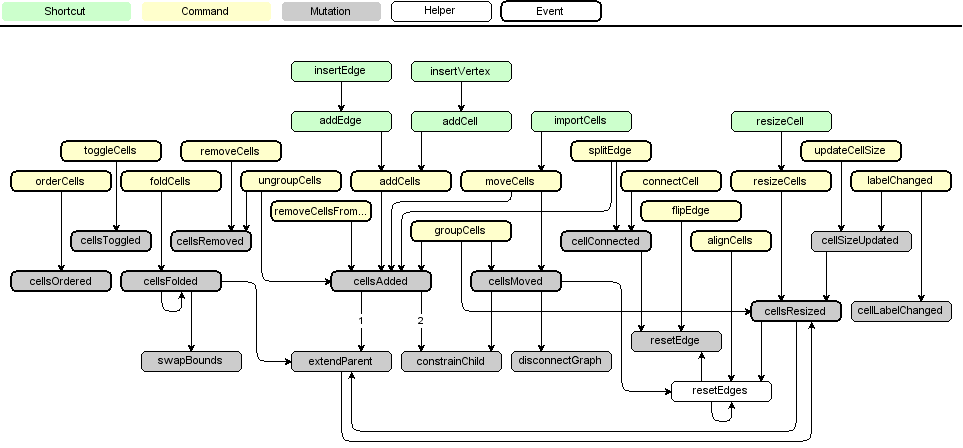 Shortcut
Command
Mutation
Helper
Event
insertEdge
insertVertex
addEdge
addCell
importCells
resizeCell
toggleCells
removeCells
splitEdge
updateCellSize
orderCells
foldCells
ungroupCells
addCells
moveCells
connectCell
resizeCells
labelChanged
removeCellsFrom...
flipEdge
groupCells
cellsToggled
cellsRemoved
cellConnected
alignCells
cellSizeUpdated
cellsOrdered
cellsFolded
cellsAdded
cellsMoved
cellsResized
cellLabelChanged
1
2
resetEdge
swapBounds
extendParent
constrainChild
disconnectGraph
resetEdges